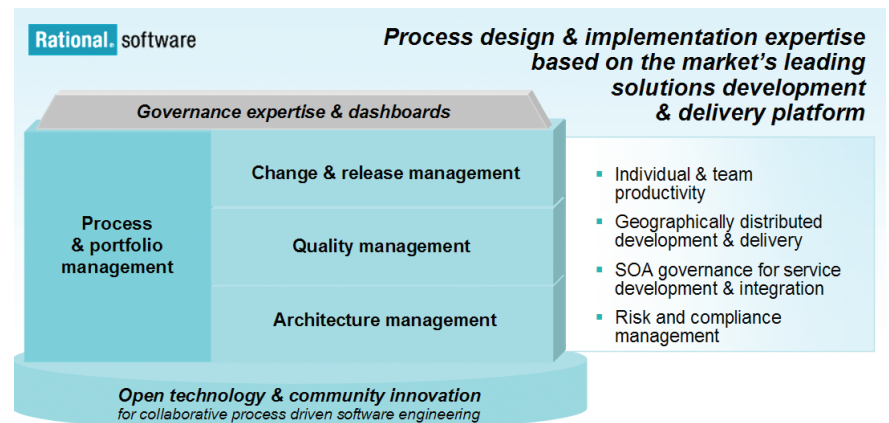 Rational. software
Process design & implementation expertise
based on the market's leading
solutions development
& delivery platform
Governance expertise & dashboards
Process
& portfolio
management
Change & release management
Quality management
Architecture management
▪ Individual & team
productivity
▪ Geographically distributed
development & delivery
▪ SOA governance for service
development & integration
▪ Risk and compliance
management
Open technology & community innovation
for collaborative process driven software engineering